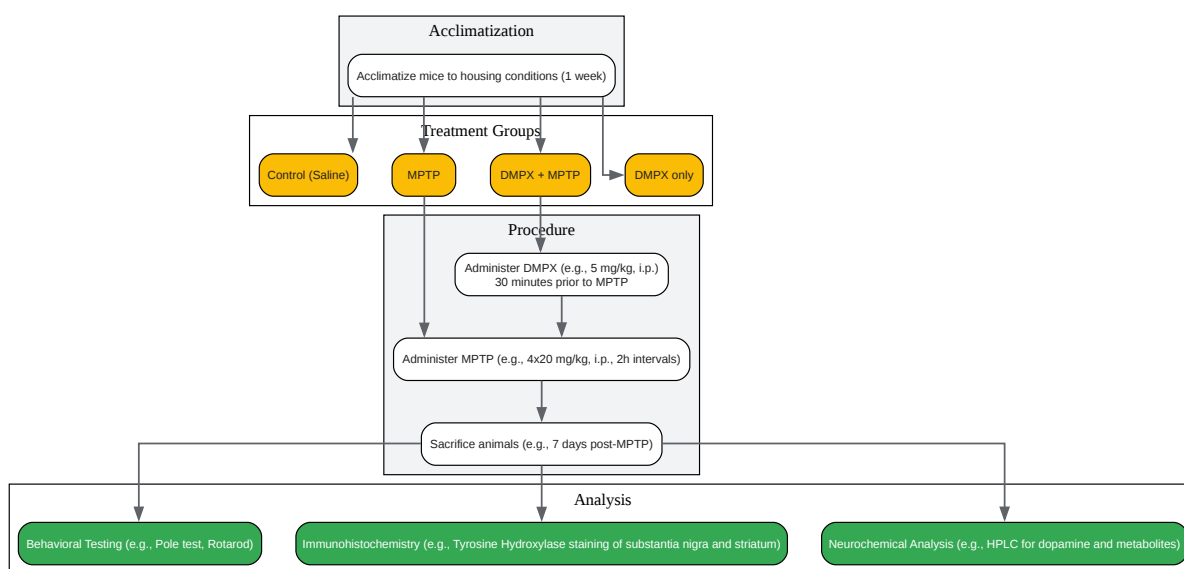 Acclimatization
Acclimatize mice to housing conditions (1 week)
Treatment Groups
Control (Saline)
MPTP
DMPX + MPTP
DMPX only
Procedure
Administer DMPX (e.g., 5 mg/kg, i.p.)
30 minutes prior to MPTP
Administer MPTP (e.g., 4x20 mg/kg, i.p., 2h intervals)
Sacrifice animals (e.g., 7 days post-MPTP)
Analysis
Behavioral Testing (e.g., Pole test, Rotarod)
Immunohistochemistry (e.g., Tyrosine Hydroxylase staining of substantia nigra and striatum)
Neurochemical Analysis (e.g., HPLC for dopamine and metabolites)